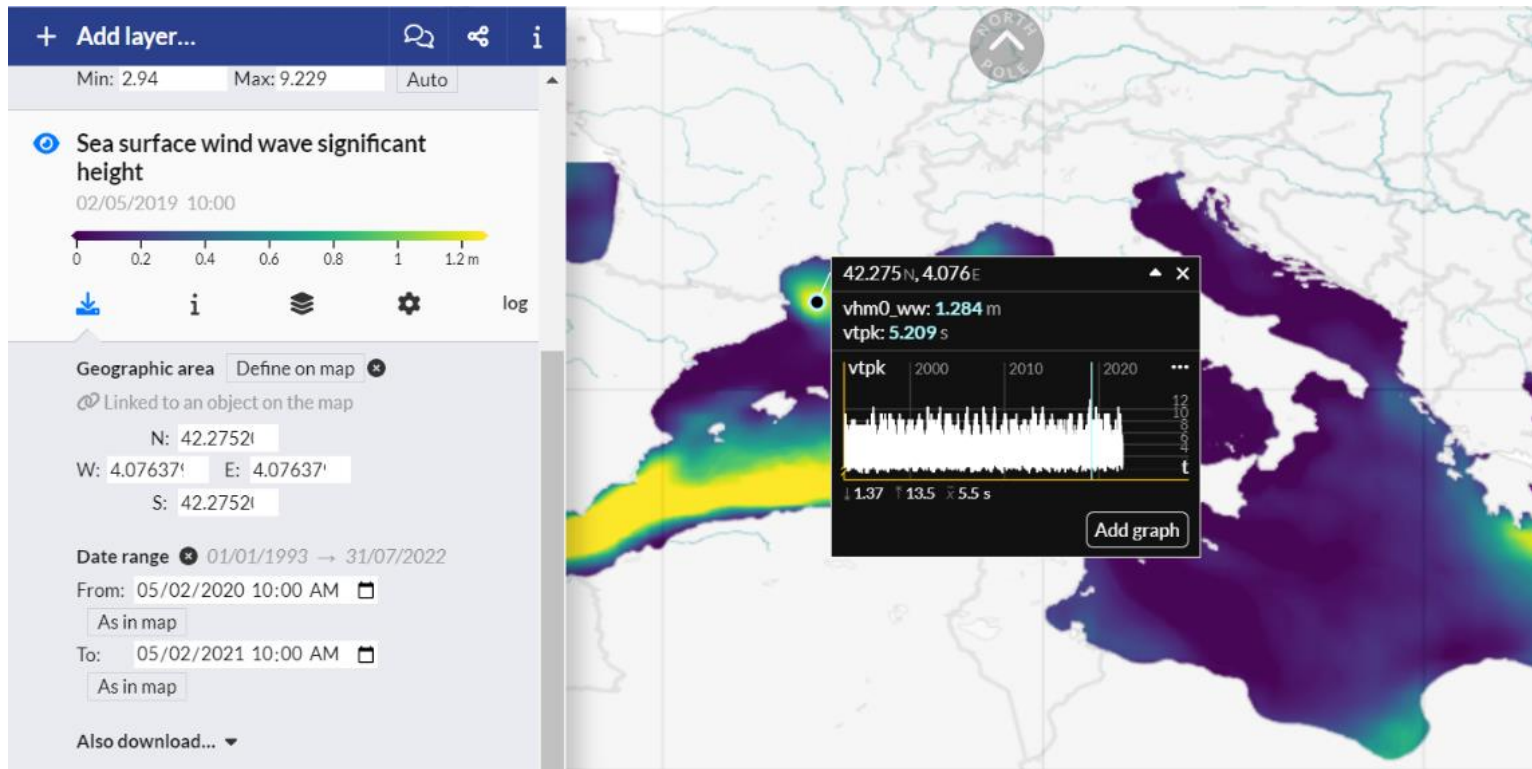 + Add layer... i
Min: 2.94 Max: 9.229 Auto
Sea surface wind wave significant
height
02/05/2019 10:00
0 0.2 0.4 0.6 0.8 1 1.2 m
i log
Geographic area Define on map
Linked to an object on the map
N: 42.2752
W: 4.07637 E: 4.07637
S: 42.2752
Date range 01/01/1993 → 31/07/2022
From: 05/02/2020 10:00 AM
As in map
To: 05/02/2021 10:00 AM
As in map
Also download...
NORTH
POLE
42.275 N, 4.076 E
vhm0_ww: 1.284 m
vtpk: 5.209 s
vtpk 2000 2010 2020 •••
12
10
8
6
4
t
↓ 1.37 ↑ 13.5 x̄ 5.5 s
Add graph